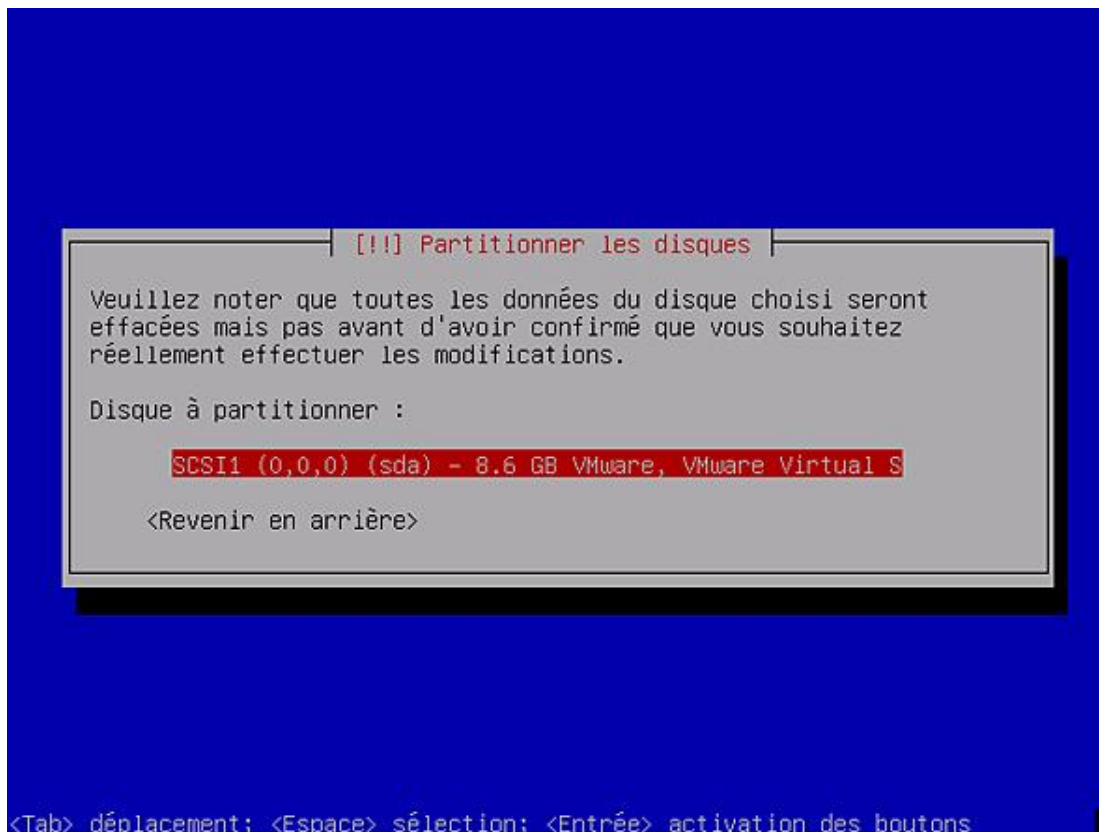 [!!] Partitionner les disques
Veuillez noter que toutes les données du disque choisi seront
effacées mais pas avant d'avoir confirmé que vous souhaitez
réellement effectuer les modifications.
Disque à partitionner :
SCSI1 (0,0,0) (sda) - 8.6 GB VMware, VMware Virtual S
<Revenir en arrière>
<Tab> déplacement; <Espace> sélection; <Entrée> activation des boutons